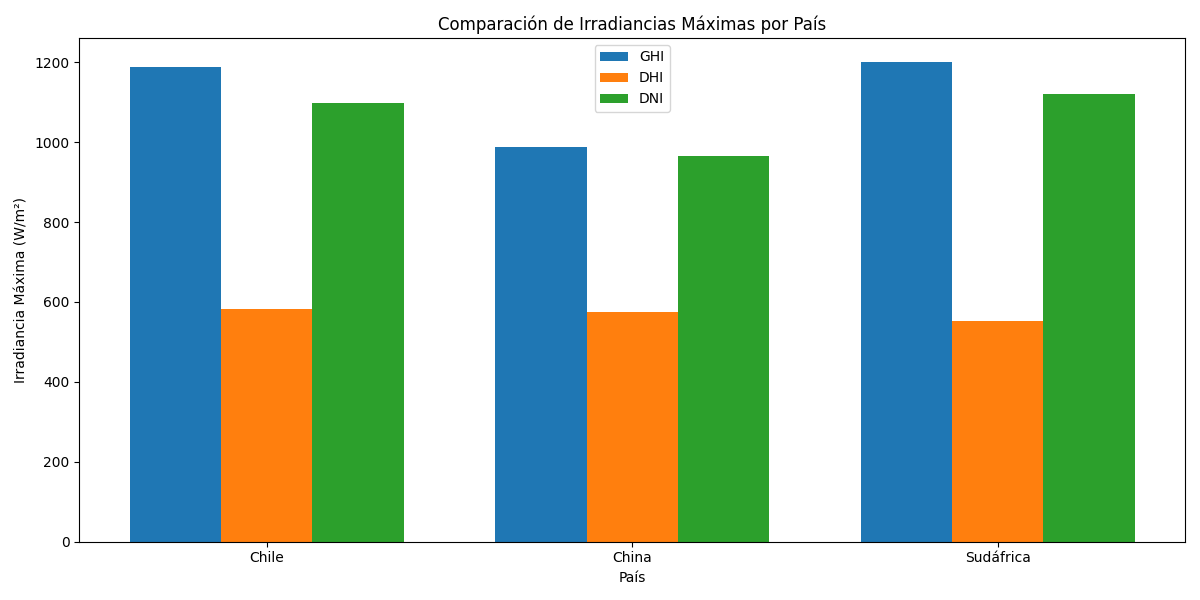 Comparación de Irradiancias Máximas por País
GHI
DHI
DNI
Irradiancia Máxima (W/m²)
1200
1000
800
600
400
200
0
Chile
China
Sudáfrica
País